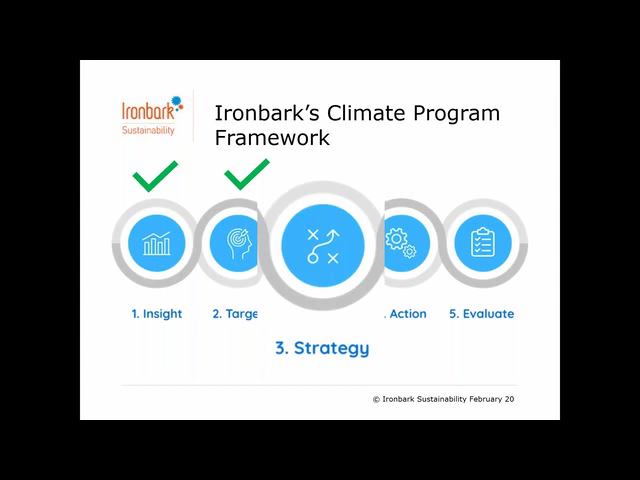 Ironbark
Sustainability
Ironbark’s Climate Program
Framework
1. Insight
2. Targe
3. Strategy
. Action
5. Evaluate
© Ironbark Sustainability February 20